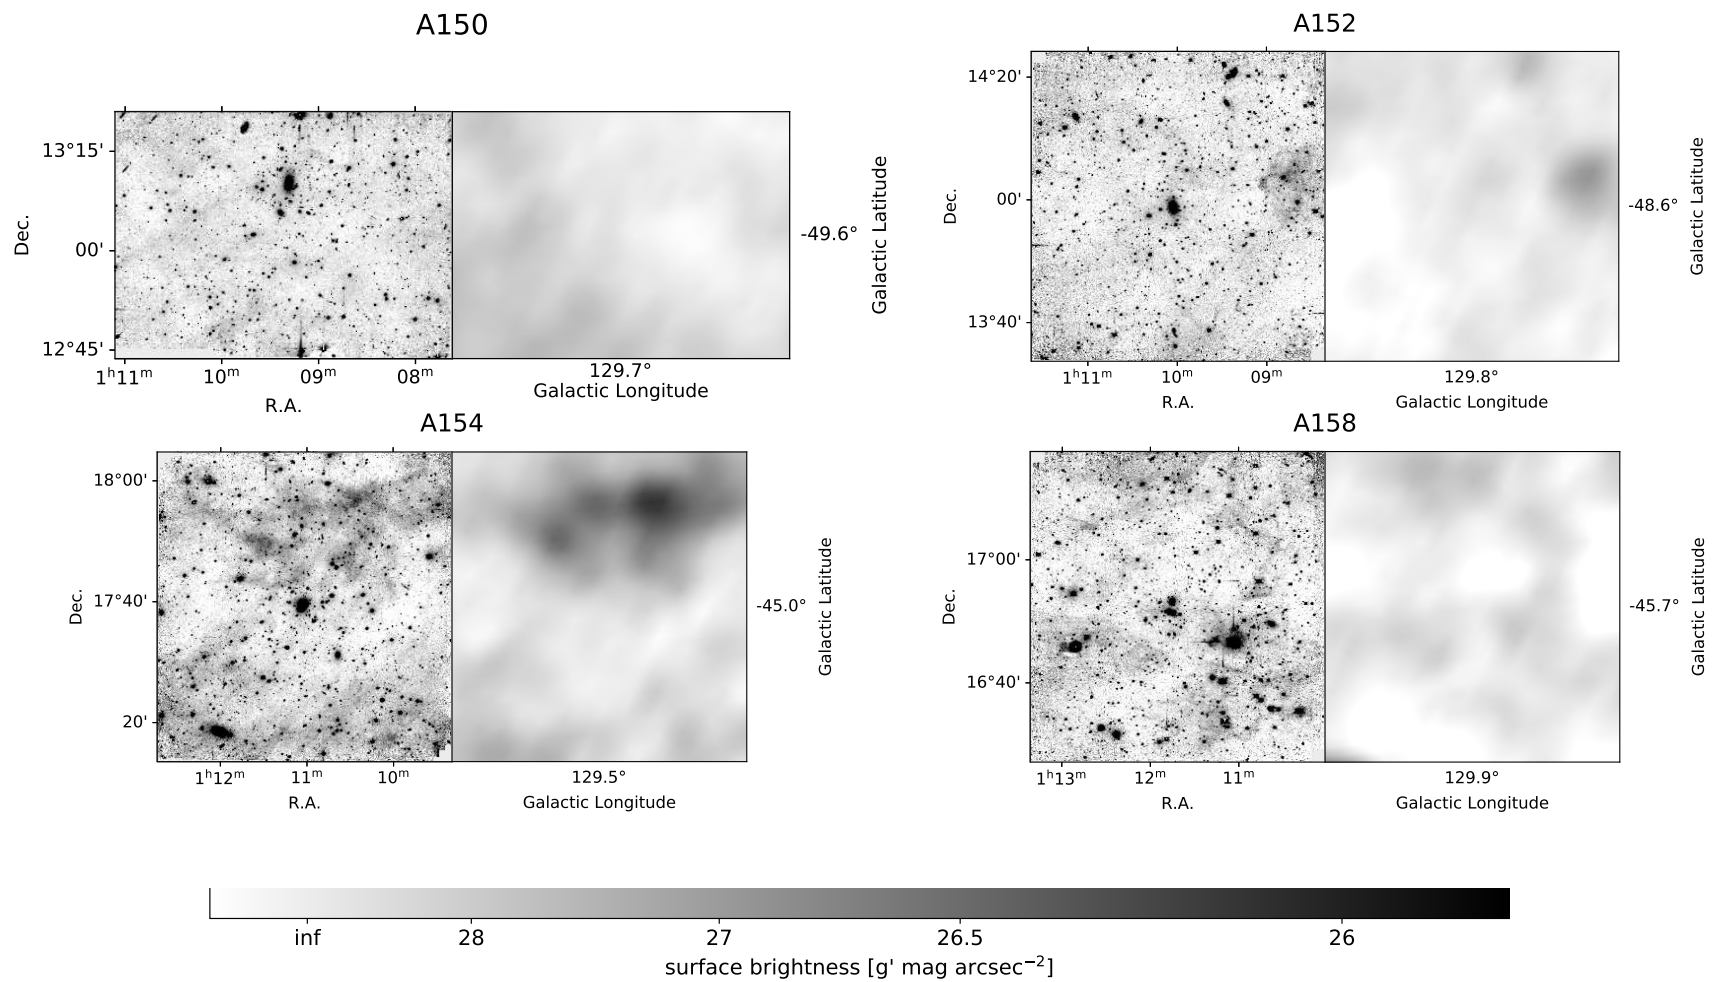 A150
13°15'
00'
12°45'
Dec.
1ʰ11ᵐ 10ᵐ 09ᵐ 08ᵐ
R.A.
129.7°
Galactic Longitude
-49.6°
Galactic Latitude
A152
14°20'
00'
13°40'
Dec.
1ʰ11ᵐ 10ᵐ 09ᵐ
R.A.
129.8°
Galactic Longitude
-48.6°
Galactic Latitude
A154
18°00'
17°40'
20'
Dec.
1ʰ12ᵐ 11ᵐ 10ᵐ
R.A.
129.5°
Galactic Longitude
-45.0°
Galactic Latitude
A158
17°00'
16°40'
Dec.
1ʰ13ᵐ 12ᵐ 11ᵐ
R.A.
129.9°
Galactic Longitude
-45.7°
Galactic Latitude
inf 28 27 26.5 26
surface brightness [g' mag arcsec⁻²]